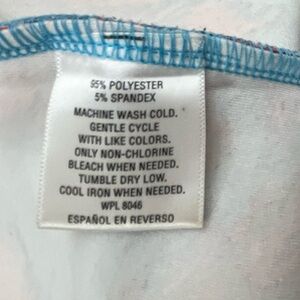 95% POLYESTER
5% SPANDEX
MACHINE WASH COLD.
GENTLE CYCLE
WITH LIKE COLORS.
ONLY NON-CHLORINE
BLEACH WHEN NEEDED.
TUMBLE DRY LOW.
COOL IRON WHEN NEEDED.
WPL 8046
ESPAÑOL EN REVERSO